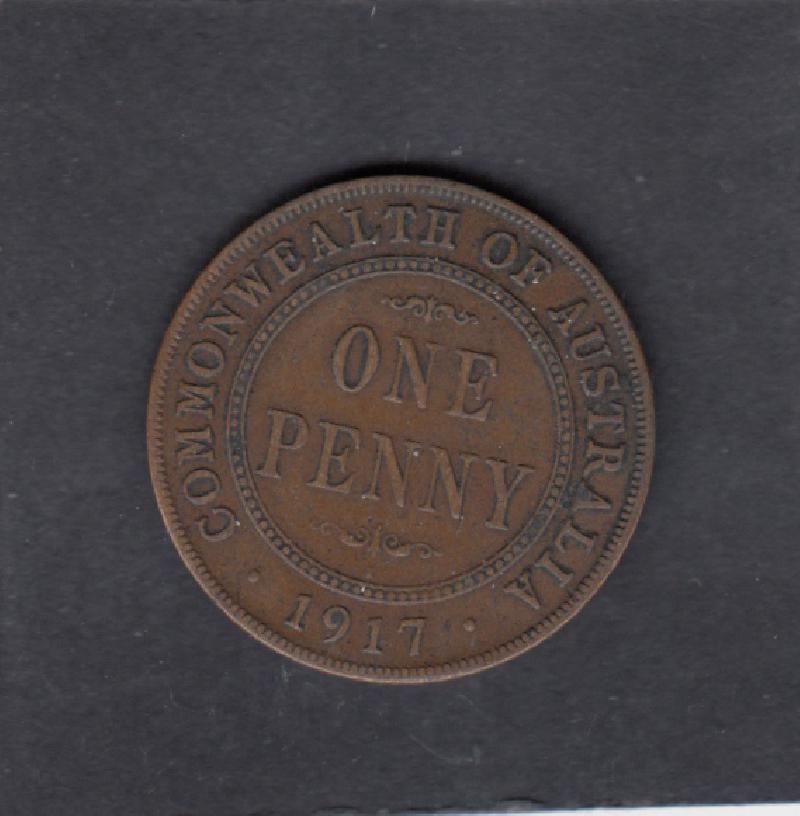 COMMONWEALTH OF AUSTRALIA
ONE
PENNY
· 1917 ·